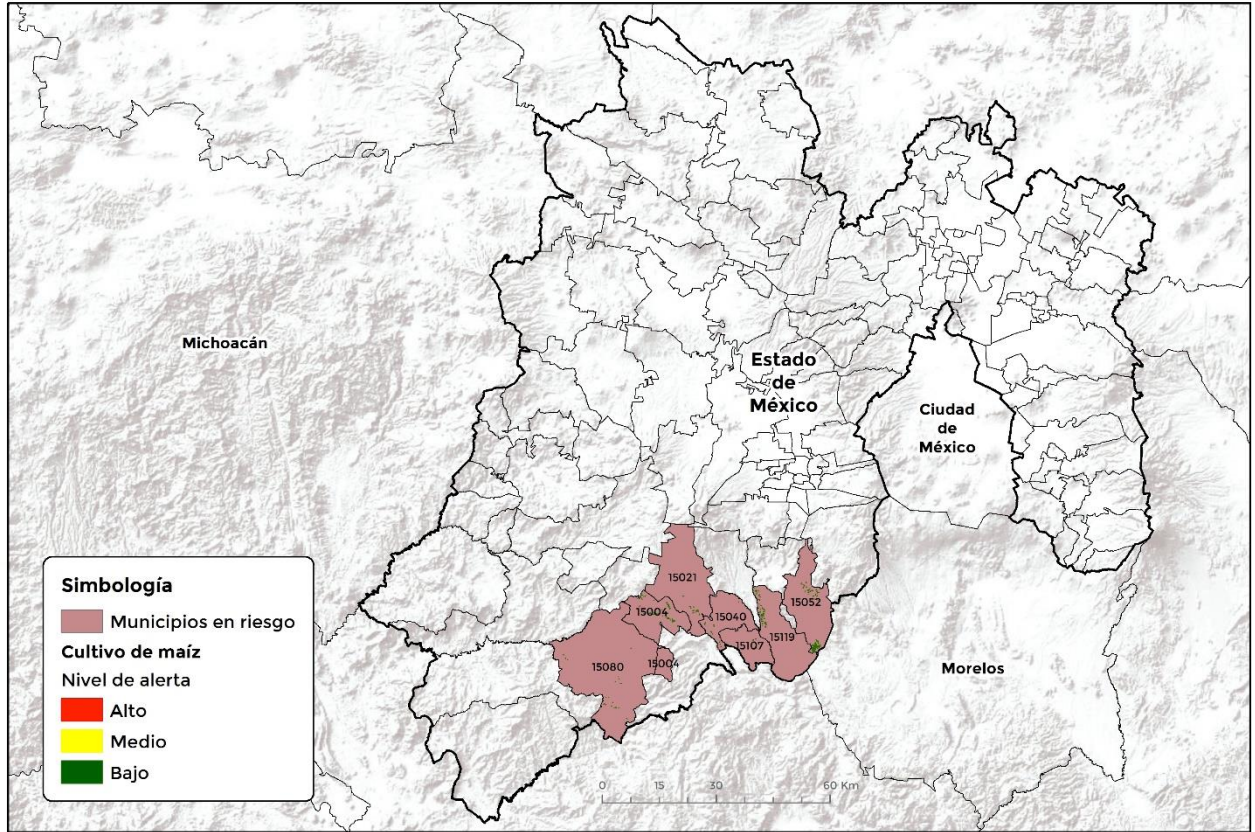 Michoacán
Estado
de
México
Ciudad
de
México
15021
15004
15040
15052
15119
15107
15080
15004
Morelos
Simbología
Municipios en riesgo
Cultivo de maíz
Nivel de alerta
Alto
Medio
Bajo
0 15 30 60 Km